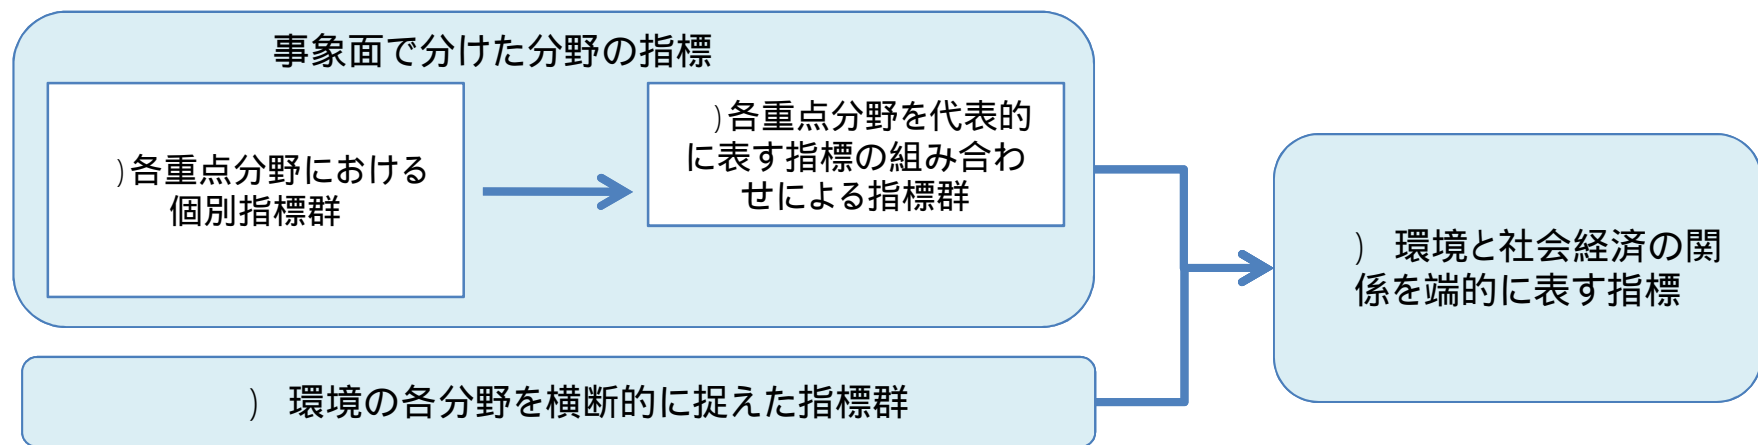 事象面で分けた分野の指標
)各重点分野における
個別指標群
)各重点分野を代表的
に表す指標の組み合わ
せによる指標群
) 環境と社会経済の関
係を端的に表す指標
) 環境の各分野を横断的に捉えた指標群